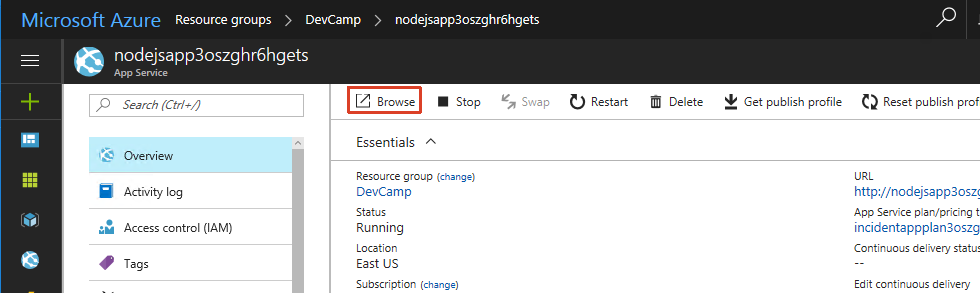 Microsoft Azure Resource groups > DevCamp > nodejsapp3oszghr6hgets
nodejsapp3oszghr6hgets
App Service
Search (Ctrl+/)
Browse Stop Swap Restart Delete Get publish profile Reset publish prof
Essentials
Overview
Activity log
Access control (IAM)
Tags
Resource group (change)
DevCamp
Status
Running
Location
East US
Subscription (change)
URL
http://nodejsapp3oszg
App Service plan/pricing t
incidentappplan3oszg
Continuous delivery status
--
Edit continuous delivery